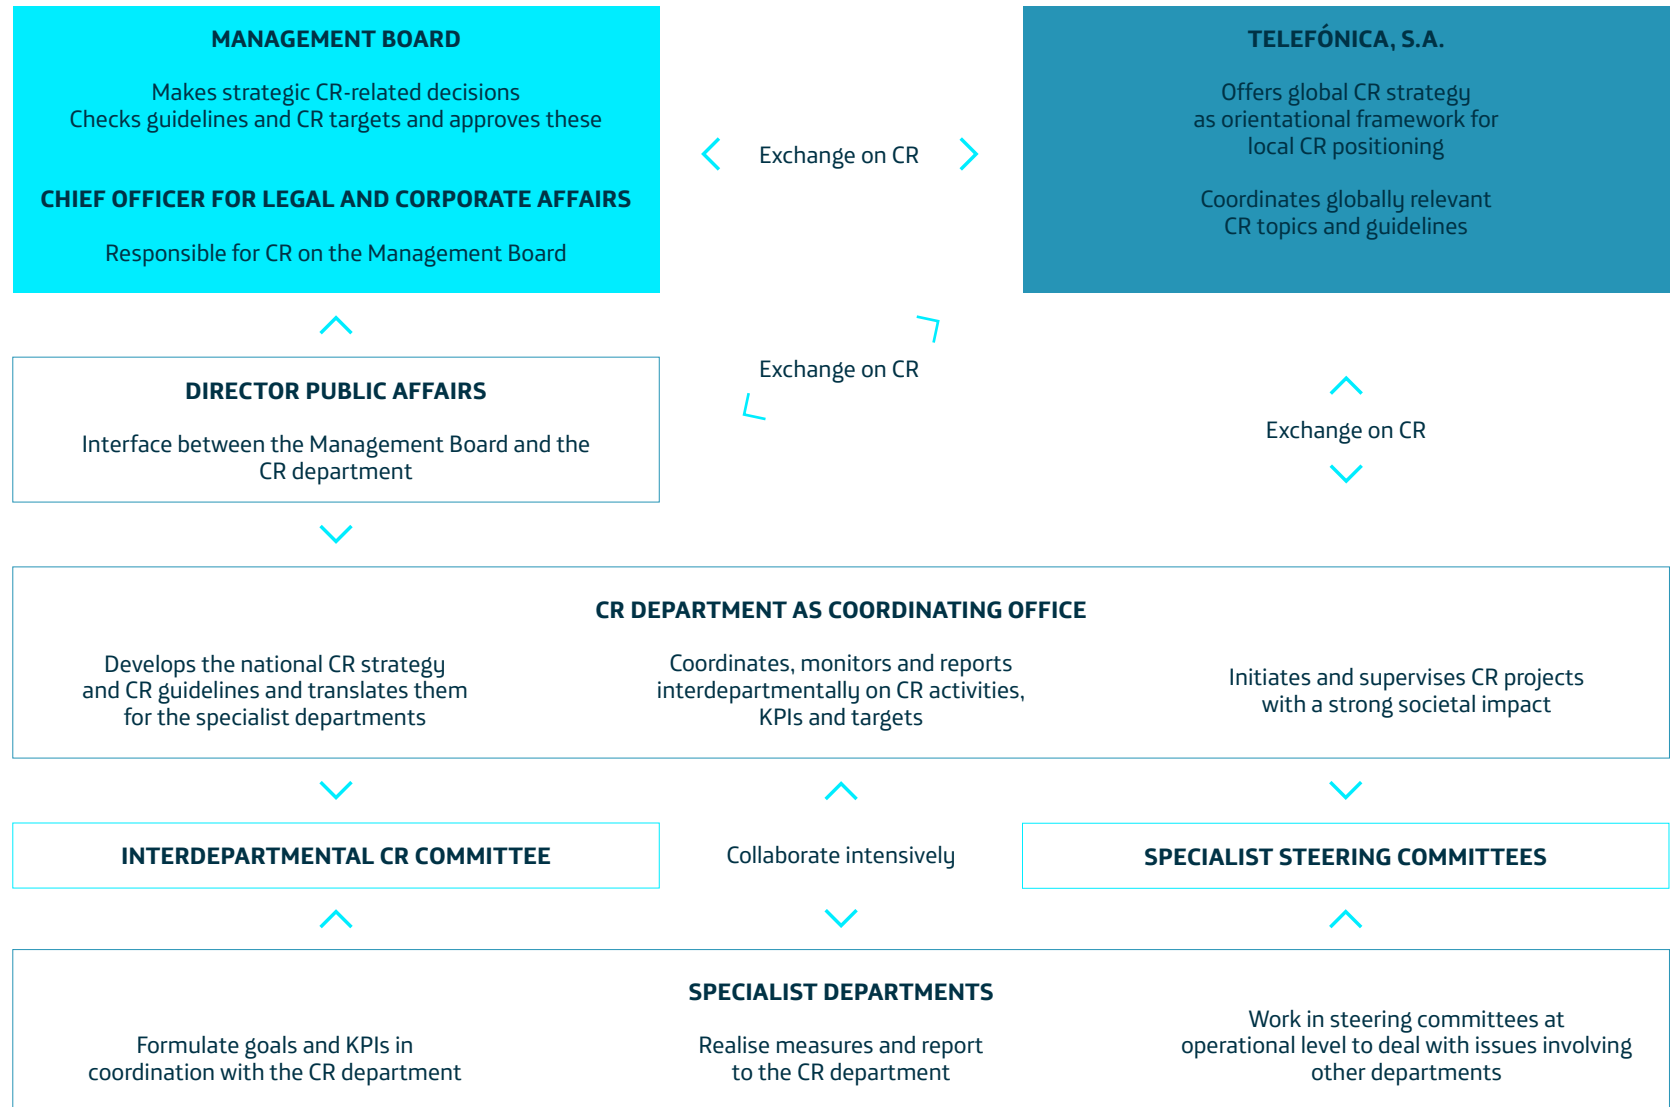 MANAGEMENT BOARD
Makes strategic CR-related decisions
Checks guidelines and CR targets and approves these
CHIEF OFFICER FOR LEGAL AND CORPORATE AFFAIRS
Responsible for CR on the Management Board
Exchange on CR
TELEFÓNICA, S.A.
Offers global CR strategy
as orientational framework for
local CR positioning
Coordinates globally relevant
CR topics and guidelines
DIRECTOR PUBLIC AFFAIRS
Interface between the Management Board and the
CR department
Exchange on CR
Exchange on CR
CR DEPARTMENT AS COORDINATING OFFICE
Develops the national CR strategy
and CR guidelines and translates them
for the specialist departments
Coordinates, monitors and reports
interdepartmentally on CR activities,
KPIs and targets
Initiates and supervises CR projects
with a strong societal impact
INTERDEPARTMENTAL CR COMMITTEE
Collaborate intensively
SPECIALIST STEERING COMMITTEES
SPECIALIST DEPARTMENTS
Formulate goals and KPIs in
coordination with the CR department
Realise measures and report
to the CR department
Work in steering committees at
operational level to deal with issues involving
other departments